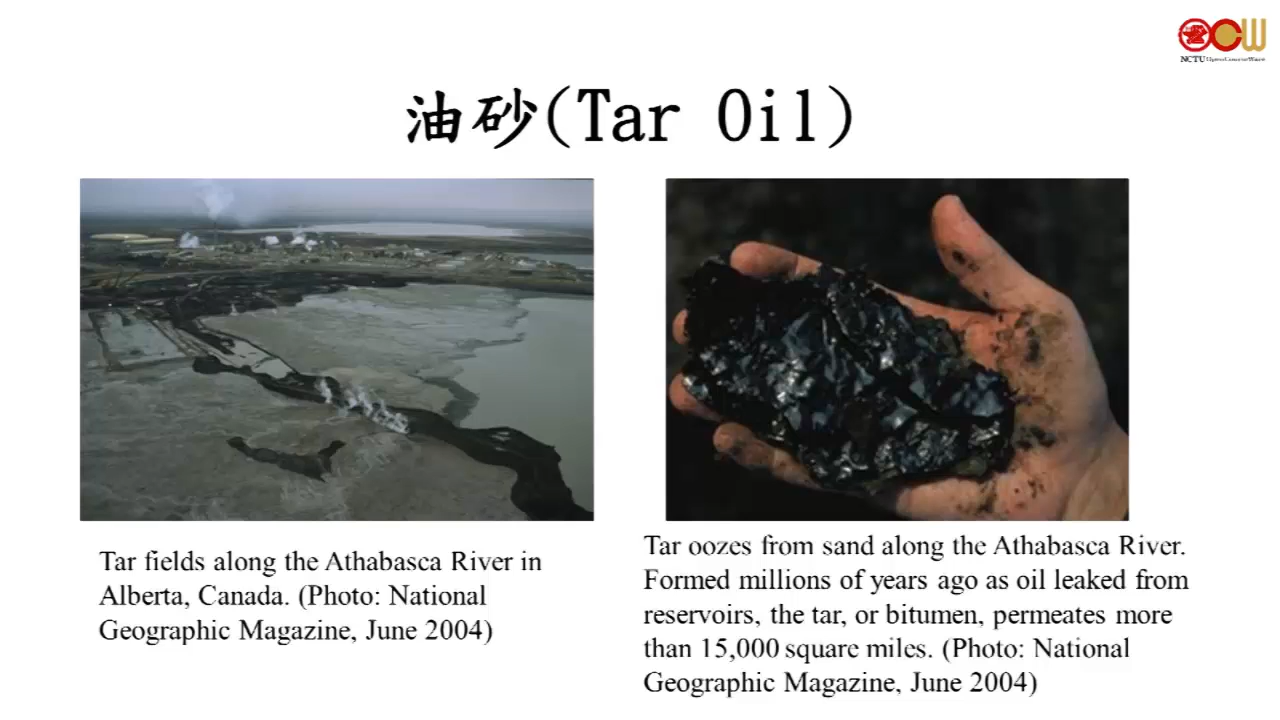 NCTU OpenCourseWare
油砂(Tar Oil)
Tar fields along the Athabasca River in
Alberta, Canada. (Photo: National
Geographic Magazine, June 2004)
Tar oozes from sand along the Athabasca River.
Formed millions of years ago as oil leaked from
reservoirs, the tar, or bitumen, permeates more
than 15,000 square miles. (Photo: National
Geographic Magazine, June 2004)